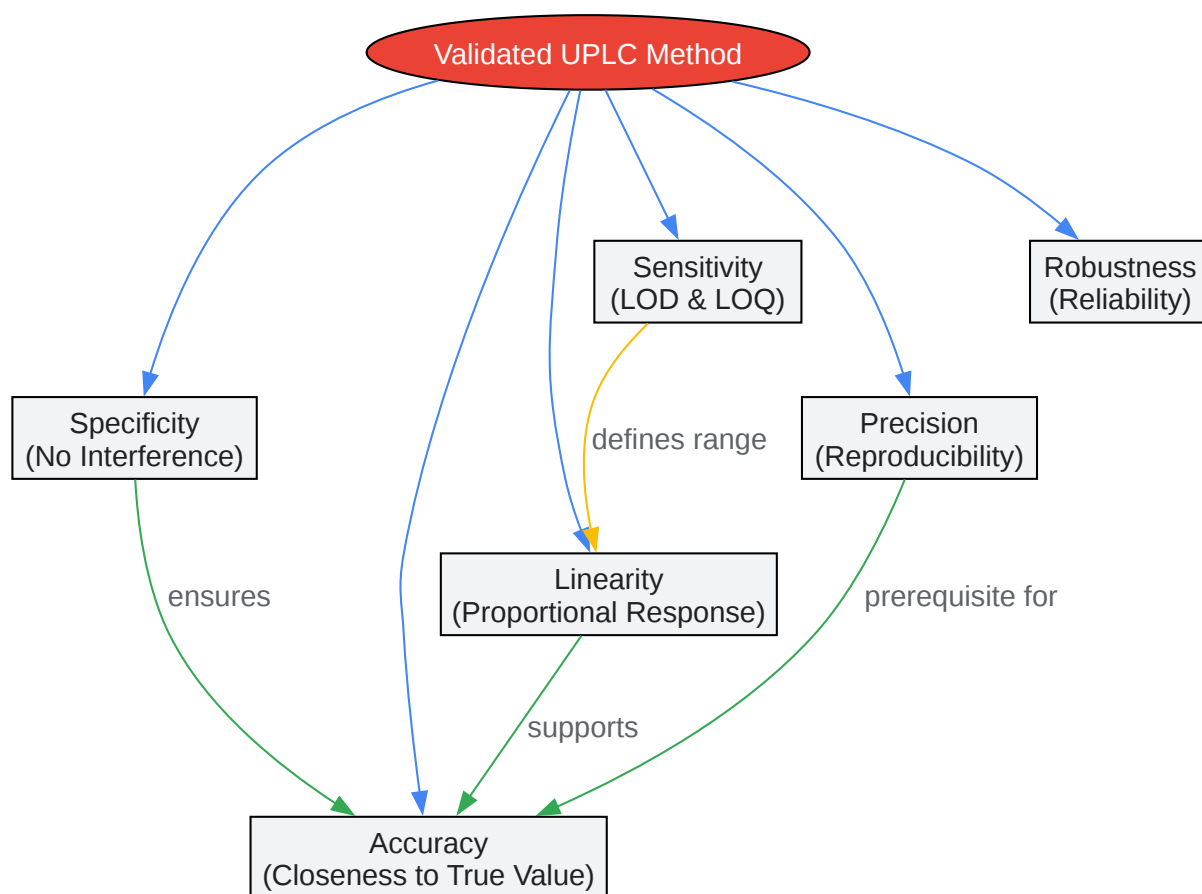 Validated UPLC Method
Sensitivity
(LOD & LOQ)
Robustness
(Reliability)
Specificity
(No Interference)
defines range
Precision
(Reproducibility)
ensures
Linearity
(Proportional Response)
prerequisite for
supports
Accuracy
(Closeness to True Value)